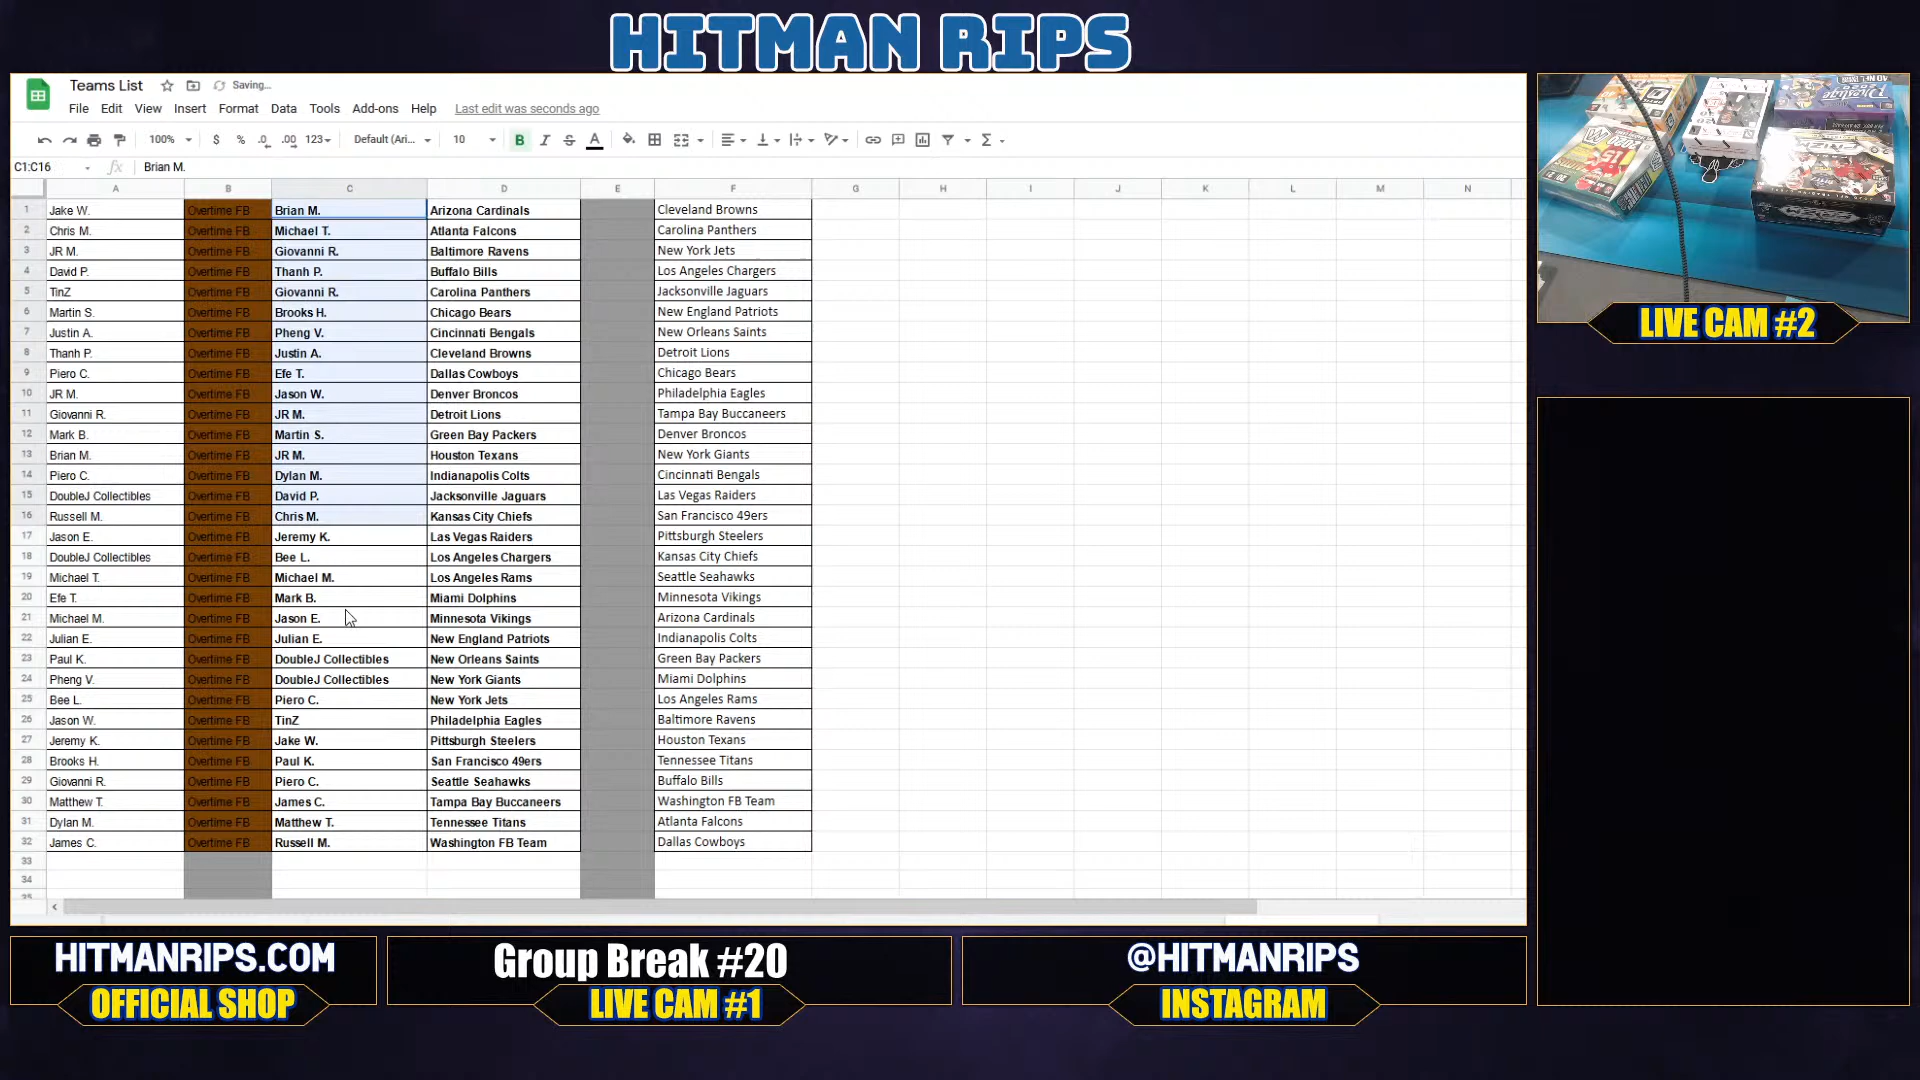 HITMAN RIPS
Teams List Saving...
File Edit View Insert Format Data Tools Add-ons Help Last edit was seconds ago
100% $ % .0 .00 123 Default (Ari... 10 B I S A
C1:C16 fx Brian M.
A B C D E F G H I J K L M N
1 Jake W. Overtime FB Brian M. Arizona Cardinals Cleveland Browns
2 Chris M. Overtime FB Michael T. Atlanta Falcons Carolina Panthers
3 JR M. Overtime FB Giovanni R. Baltimore Ravens New York Jets
4 David P. Overtime FB Thanh P. Buffalo Bills Los Angeles Chargers
5 TinZ Overtime FB Giovanni R. Carolina Panthers Jacksonville Jaguars
6 Martin S. Overtime FB Brooks H. Chicago Bears New England Patriots
7 Justin A. Overtime FB Pheng V. Cincinnati Bengals New Orleans Saints
8 Thanh P. Overtime FB Justin A. Cleveland Browns Detroit Lions
9 Piero C. Overtime FB Efe T. Dallas Cowboys Chicago Bears
10 JR M. Overtime FB Jason W. Denver Broncos Philadelphia Eagles
11 Giovanni R. Overtime FB JR M. Detroit Lions Tampa Bay Buccaneers
12 Mark B. Overtime FB Martin S. Green Bay Packers Denver Broncos
13 Brian M. Overtime FB JR M. Houston Texans New York Giants
14 Piero C. Overtime FB Dylan M. Indianapolis Colts Cincinnati Bengals
15 DoubleJ Collectibles Overtime FB David P. Jacksonville Jaguars Las Vegas Raiders
16 Russell M. Overtime FB Chris M. Kansas City Chiefs San Francisco 49ers
17 Jason E. Overtime FB Jeremy K. Las Vegas Raiders Pittsburgh Steelers
18 DoubleJ Collectibles Overtime FB Bee L. Los Angeles Chargers Kansas City Chiefs
19 Michael T. Overtime FB Michael M. Los Angeles Rams Seattle Seahawks
20 Efe T. Overtime FB Mark B. Miami Dolphins Minnesota Vikings
21 Michael M. Overtime FB Jason E. Minnesota Vikings Arizona Cardinals
22 Julian E. Overtime FB Julian E. New England Patriots Indianapolis Colts
23 Paul K. Overtime FB DoubleJ Collectibles New Orleans Saints Green Bay Packers
24 Pheng V. Overtime FB DoubleJ Collectibles New York Giants Miami Dolphins
25 Bee L. Overtime FB Piero C. New York Jets Los Angeles Rams
26 Jason W. Overtime FB TinZ Philadelphia Eagles Baltimore Ravens
27 Jeremy K. Overtime FB Jake W. Pittsburgh Steelers Houston Texans
28 Brooks H. Overtime FB Paul K. San Francisco 49ers Tennessee Titans
29 Giovanni R. Overtime FB Piero C. Seattle Seahawks Buffalo Bills
30 Matthew T. Overtime FB James C. Tampa Bay Buccaneers Washington FB Team
31 Dylan M. Overtime FB Matthew T. Tennessee Titans Atlanta Falcons
32 James C. Overtime FB Russell M. Washington FB Team Dallas Cowboys
33
34
35
LIVE CAM #2
HITMANRIPS.COM
OFFICIAL SHOP
Group Break #20
LIVE CAM #1
@HITMANRIPS
INSTAGRAM